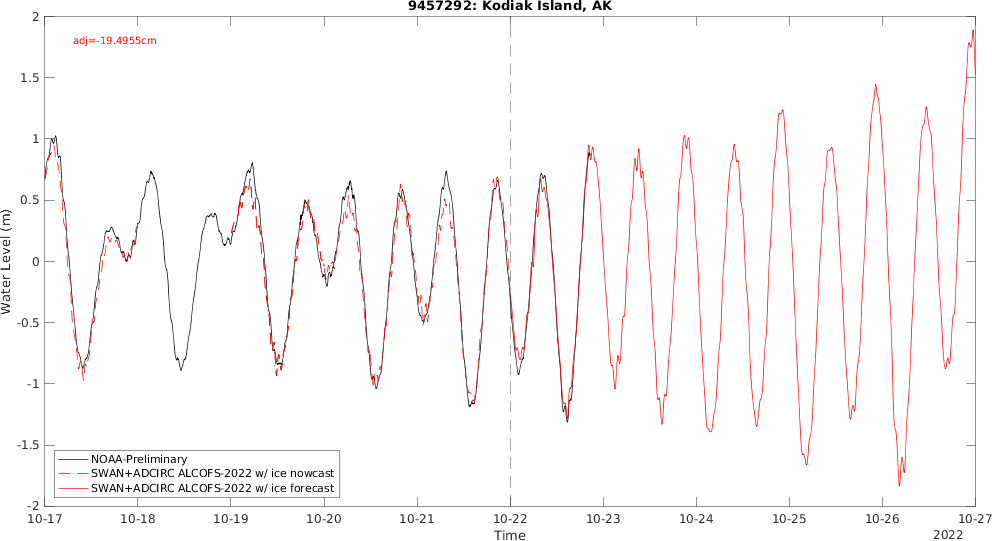 9457292: Kodiak Island, AK
adj=-19.4955cm
2
1.5
1
0.5
0
-0.5
-1
-1.5
-2
Water Level (m)
NOAA-Preliminary
SWAN+ADCIRC ALCOFS-2022 w/ ice nowcast
SWAN+ADCIRC ALCOFS-2022 w/ ice forecast
10-17 10-18 10-19 10-20 10-21 10-22 10-23 10-24 10-25 10-26 10-27
Time
2022